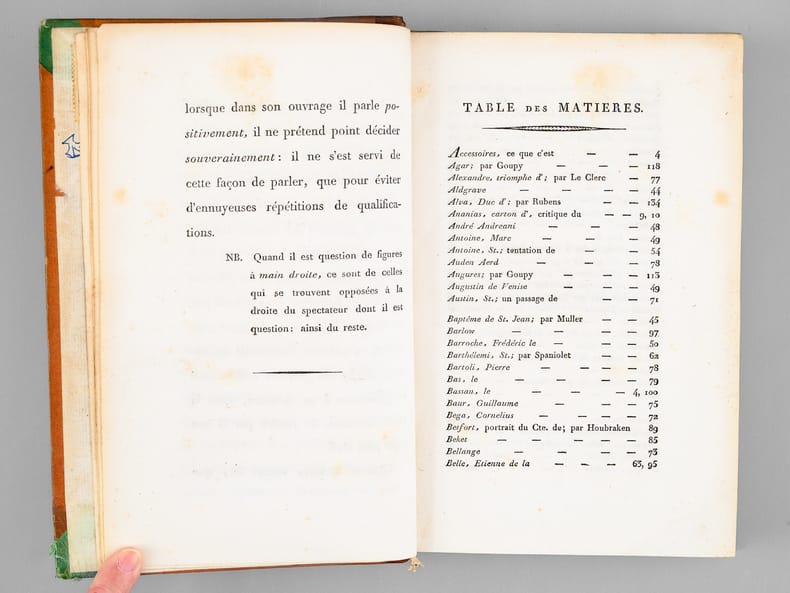 lorsque dans son ouvrage il parle po-
sitivement, il ne prétend point décider
souverainement : il ne s'est servi de
cette façon de parler, que pour éviter
d'ennuyeuses répétitions de qualifica-
tions.
NB. Quand il est question de figures
à main droite, ce sont de celles
qui se trouvent opposées à la
droite du spectateur dont il est
question : ainsi du reste.
TABLE DES MATIERES.
Accessoires, ce que c'est — — 4
Agar; par Goupy — — — 118
Alexandre, triomphe d'; par Le Clerc — 77
Aldgrave — — — — 44
Alva, Duc d'; par Rubens — — 134
Ananias, carton d', critique du — — 9, 10
André Andreani — — — 48
Antoine, Marc — — — 49
Antoine, St.; tentation de — — 54
Auden Aerd — — — 78
Augures; par Goupy — — — 113
Augustin de Venise — — — 49
Austin, St.; un passage de — — 71
Baptéme de St. Jean; par Muller — — 45
Barlow — — — — 97
Barroche, Frédéric le — — — 50
Barthélemi, St.; par Spaniolet — — 62
Bartoli, Pierre — — — 78
Bas, le — — — — 79
Bassan, le — — — — 4, 100
Baur, Guillaume — — — 75
Bega, Cornelius — — — — 72
Beifort, portrait du Cte. de; par Houbraken 89
Beket — — — — — 85
Bellange — — — — 73
Belle, Etienne de la — — — 63, 95